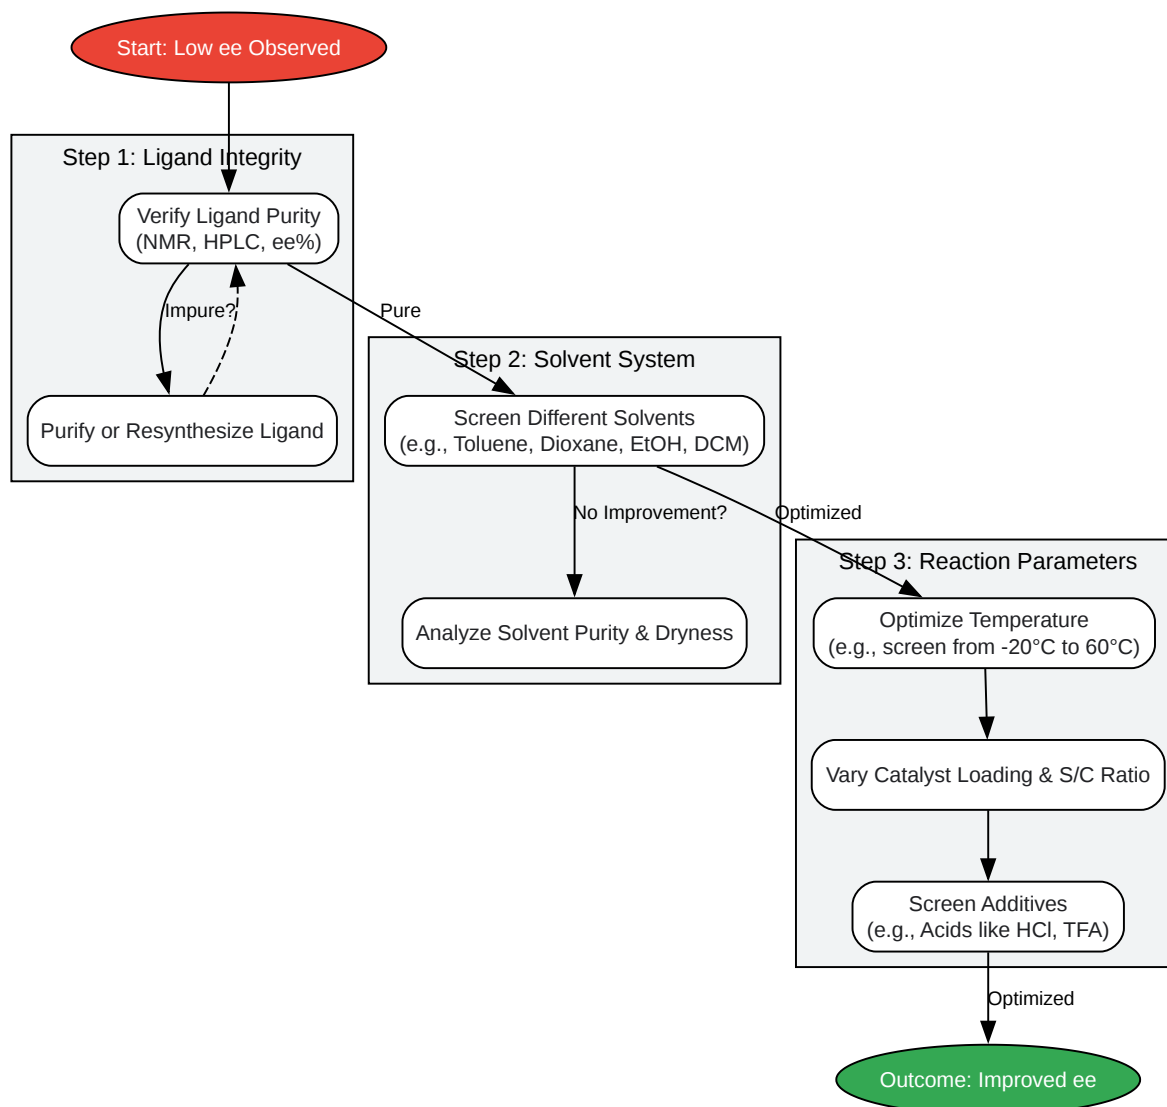 Start: Low ee Observed
Step 1: Ligand Integrity
Verify Ligand Purity
(NMR, HPLC, ee%)
Impure?
Pure
Purify or Resynthesize Ligand
Step 2: Solvent System
Screen Different Solvents
(e.g., Toluene, Dioxane, EtOH, DCM)
No Improvement?
Optimized
Analyze Solvent Purity & Dryness
Step 3: Reaction Parameters
Optimize Temperature
(e.g., screen from -20°C to 60°C)
Vary Catalyst Loading & S/C Ratio
Screen Additives
(e.g., Acids like HCl, TFA)
Optimized
Outcome: Improved ee